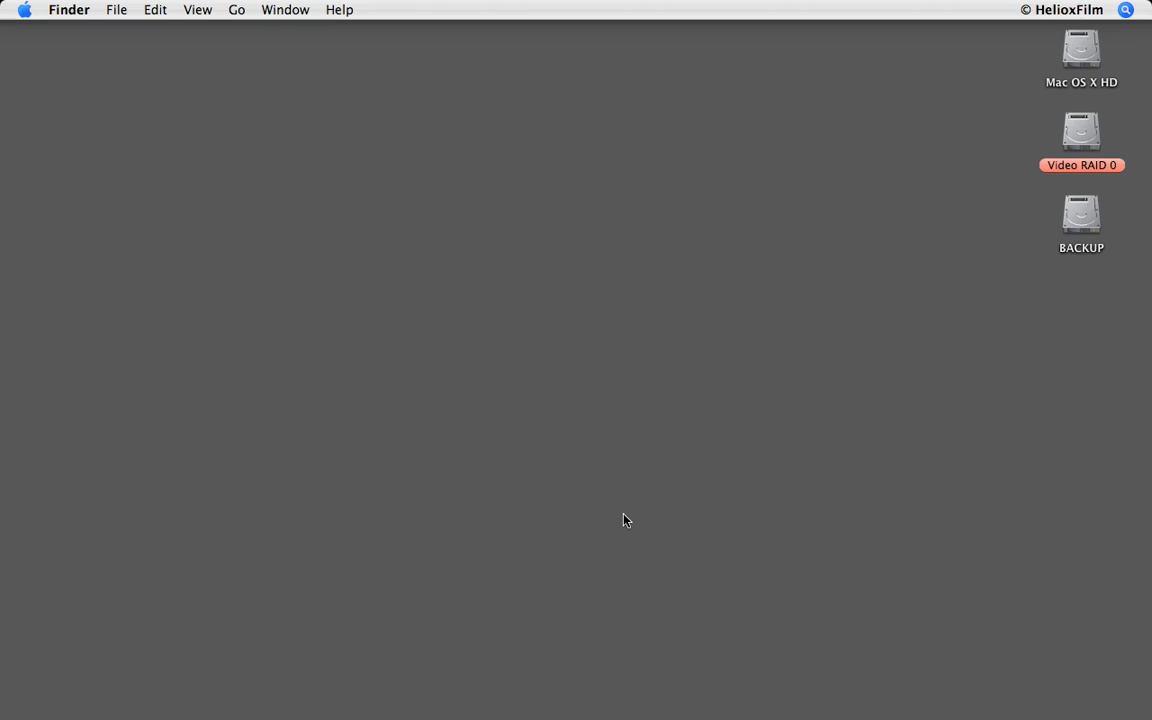 Finder File Edit View Go Window Help © HelioxFilm
Mac OS X HD
Video RAID 0
BACKUP